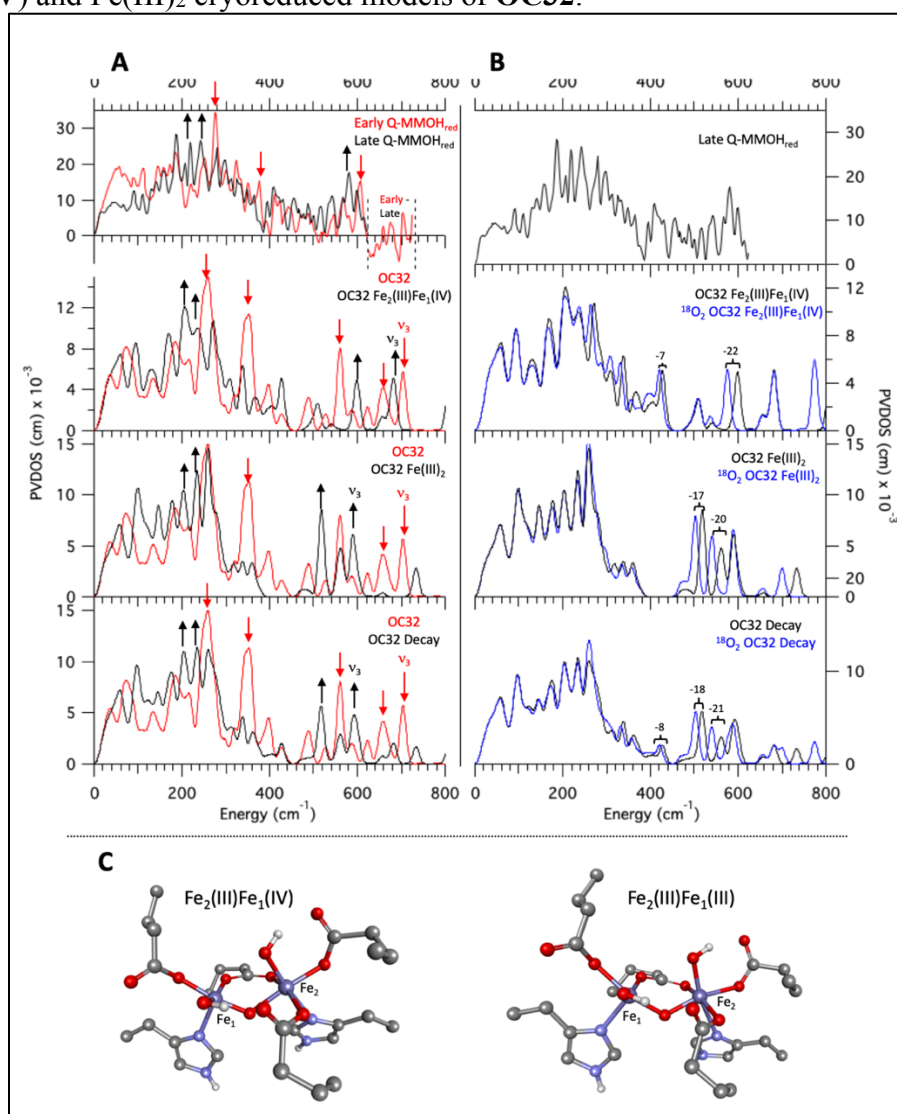 V) and Fe(III)₂ cryoreduced models of OC32.
A
B
0 200 400 600 800
0 200 400 600 800
Early Q-MMOHred
Late Q-MMOHred
Early
Late
30
20
10
0
Late Q-MMOHred
30
20
10
0
OC32
OC32 Fe₂(III)Fe₁(IV)
ν₃
ν₃
12
8
4
0
OC32 Fe₂(III)Fe₁(IV)
¹⁸O₂ OC32 Fe₂(III)Fe₁(IV)
-7
-22
12
8
4
0
PVDOS (cm) x 10⁻³
OC32
OC32 Fe(III)₂
ν₃
ν₃
15
10
5
0
OC32 Fe(III)₂
¹⁸O₂ OC32 Fe(III)₂
-17
-20
15
10
5
0
20
PVDOS (cm) x 10⁻³
OC32
OC32 Decay
ν₃
ν₃
15
10
5
0
OC32 Decay
¹⁸O₂ OC32 Decay
-8
-18
-21
10
0
0 200 400 600 800
Energy (cm⁻¹)
0 200 400 600 800
Energy (cm⁻¹)
C
Fe₂(III)Fe₁(IV)
Fe₂(III)Fe₁(III)
Fe₂
Fe₁
Fe₂
Fe₁